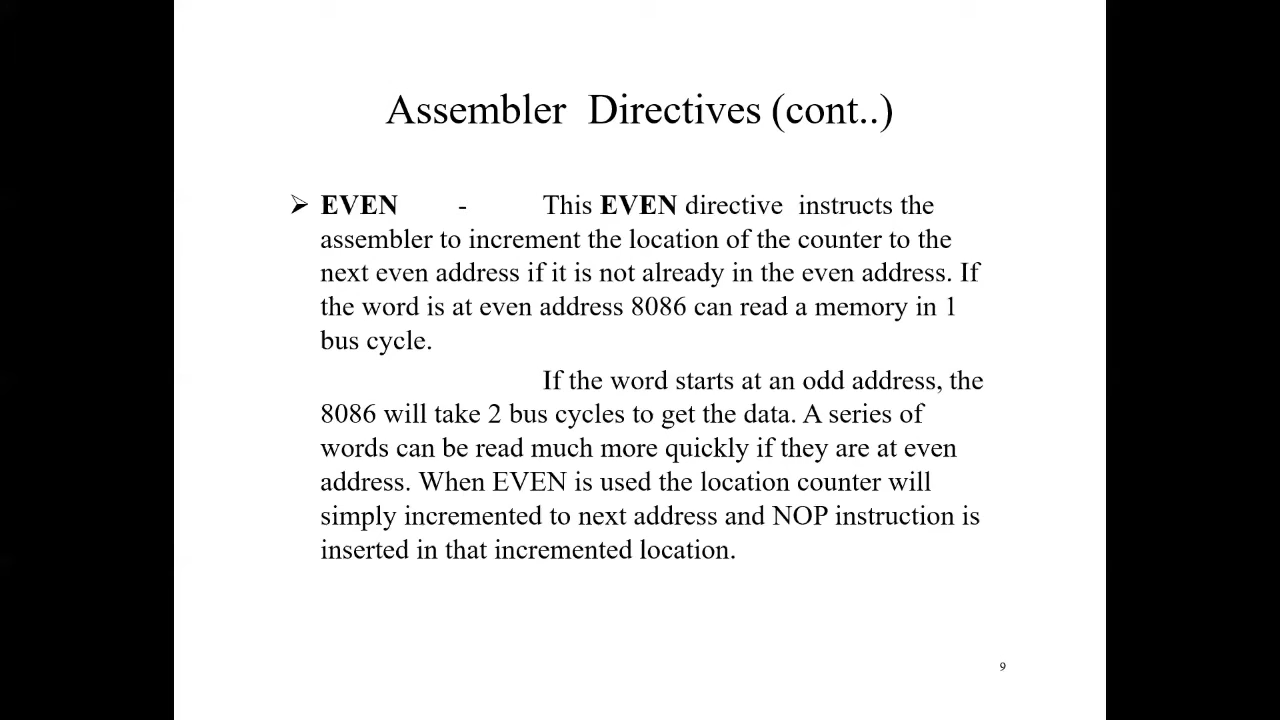 Assembler Directives (cont..)
➢ EVEN - This EVEN directive instructs the
assembler to increment the location of the counter to the
next even address if it is not already in the even address. If
the word is at even address 8086 can read a memory in 1
bus cycle.
If the word starts at an odd address, the
8086 will take 2 bus cycles to get the data. A series of
words can be read much more quickly if they are at even
address. When EVEN is used the location counter will
simply incremented to next address and NOP instruction is
inserted in that incremented location.
9